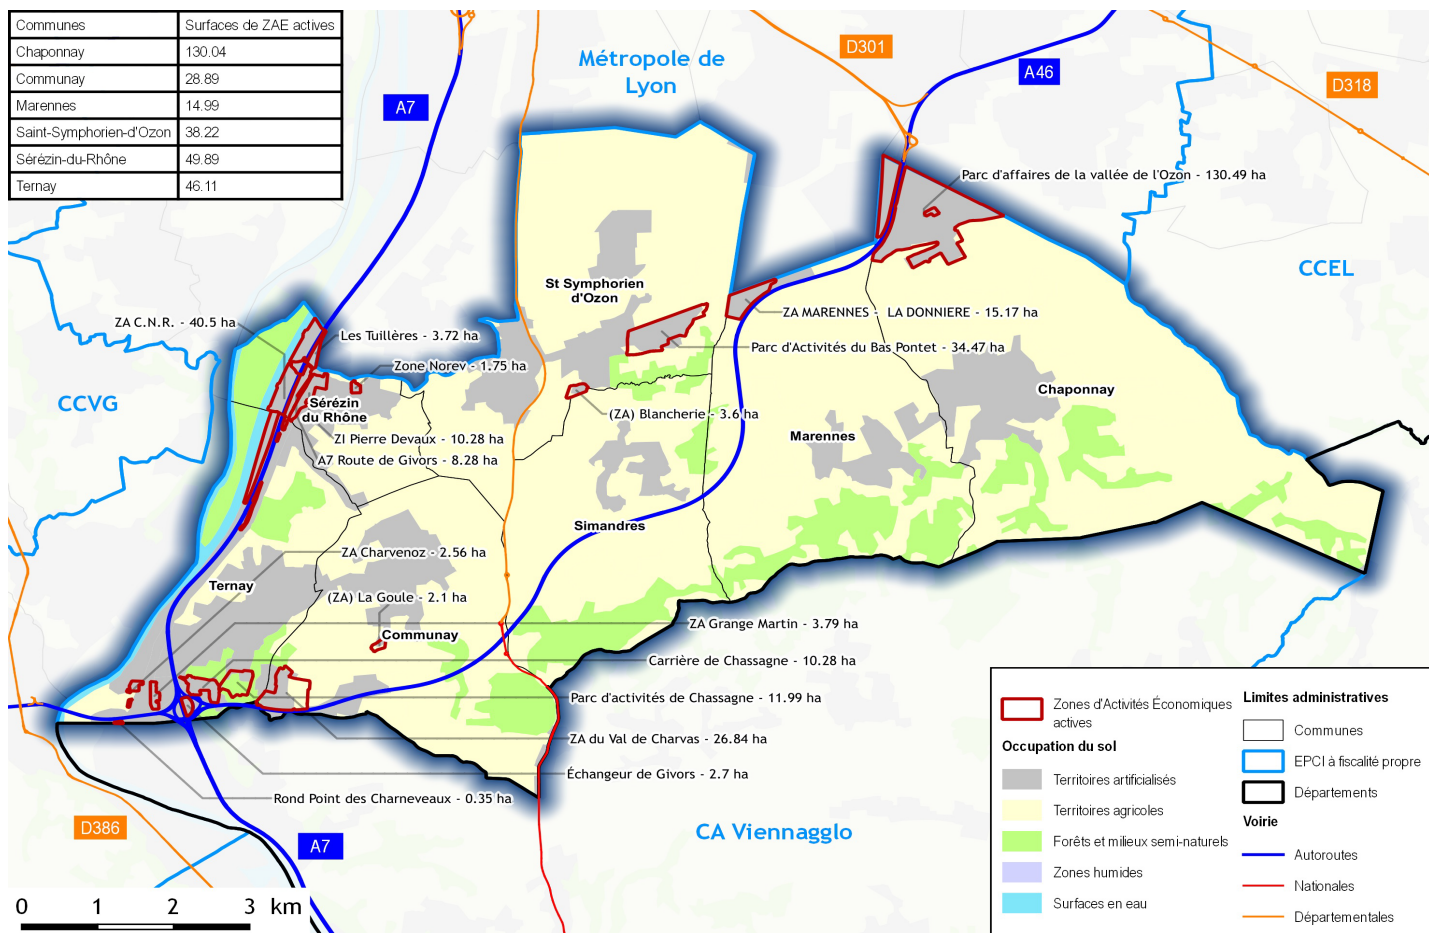 Communes Surfaces de ZAE actives
Chaponnay 130.04
Communay 28.89
Marennes 14.99
Saint-Symphorien-d'Ozon 38.22
Sérézin-du-Rhône 49.89
Ternay 46.11
Métropole de
Lyon
D301
A46
D318
A7
Parc d'affaires de la vallée de l'Ozon - 130.49 ha
CCEL
St Symphorien
d'Ozon
ZA C.N.R. - 40.5 ha
Les Tuillères - 3.72 ha
ZA MARENNES - LA DONNIERE - 15.17 ha
Parc d'Activités du Bas Pontet - 34.47 ha
Zone Norev - 1.75 ha
CCVG
Sérézin
du Rhône
Chaponnay
(ZA) Blancherie - 3.6 ha
Marennes
ZI Pierre Devaux - 10.28 ha
A7 Route de Givors - 8.28 ha
Simandres
ZA Charvenoz - 2.56 ha
Ternay
(ZA) La Goule - 2.1 ha
Communay
ZA Grange Martin - 3.79 ha
Carrière de Chassagne - 10.28 ha
Parc d'activités de Chassagne - 11.99 ha
ZA du Val de Charvas - 26.84 ha
Échangeur de Givors - 2.7 ha
Rond Point des Charneveaux - 0.35 ha
D386
A7
CA Viennagglo
0 1 2 3 km
Zones d'Activités Économiques
actives
Occupation du sol
Territoires artificialisés
Territoires agricoles
Forêts et milieux semi-naturels
Zones humides
Surfaces en eau
Limites administratives
Communes
EPCI à fiscalité propre
Départements
Voirie
Autoroutes
Nationales
Départementales